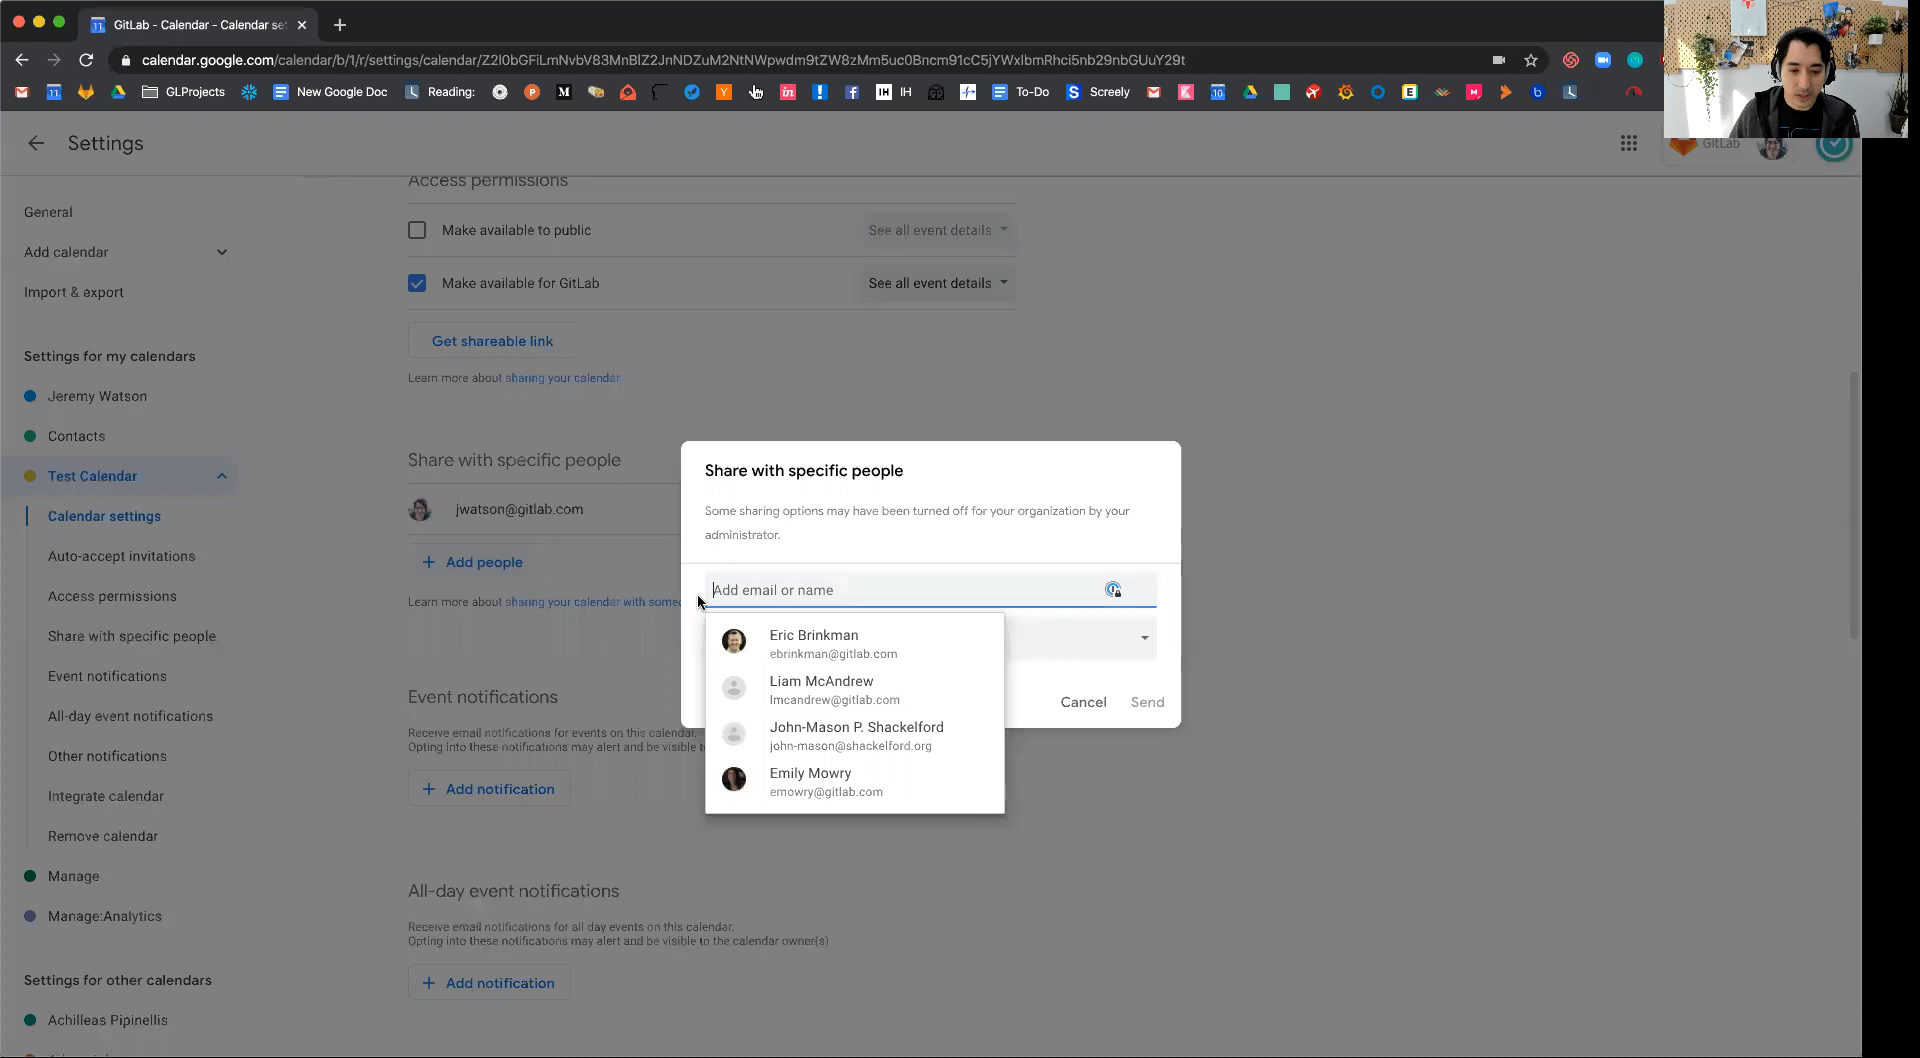 GitLab - Calendar - Calendar se
calendar.google.com/calendar/b/1/r/settings/calendar/
GLProjects
New Google Doc
Reading:
IH
To-Do
Screely
Settings
GitLab
General
Add calendar
Import & export
Settings for my calendars
Jeremy Watson
Contacts
Test Calendar
Calendar settings
Auto-accept invitations
Access permissions
Share with specific people
Event notifications
All-day event notifications
Other notifications
Integrate calendar
Remove calendar
Manage
Manage:Analytics
Settings for other calendars
Achilleas Pipinellis
Access permissions
Make available to public
See all event details
Make available for GitLab
See all event details
Get shareable link
Learn more about sharing your calendar
Share with specific people
jwatson@gitlab.com
Add people
Learn more about sharing your calendar with
Event notifications
Receive email notifications for events on this calendar.
Opting into these notifications may alert and be visible
Add notification
All-day event notifications
Receive email notifications for all day events on this calendar.
Opting into these notifications may alert and be visible to the calendar owner(s)
Add notification
Share with specific people
Some sharing options may have been turned off for your organization by your
administrator.
Add email or name
Eric Brinkman
ebrinkman@gitlab.com
Liam McAndrew
lmcandrew@gitlab.com
John-Mason P. Shackelford
john-mason@shackelford.org
Emily Mowry
emowry@gitlab.com
Cancel
Send